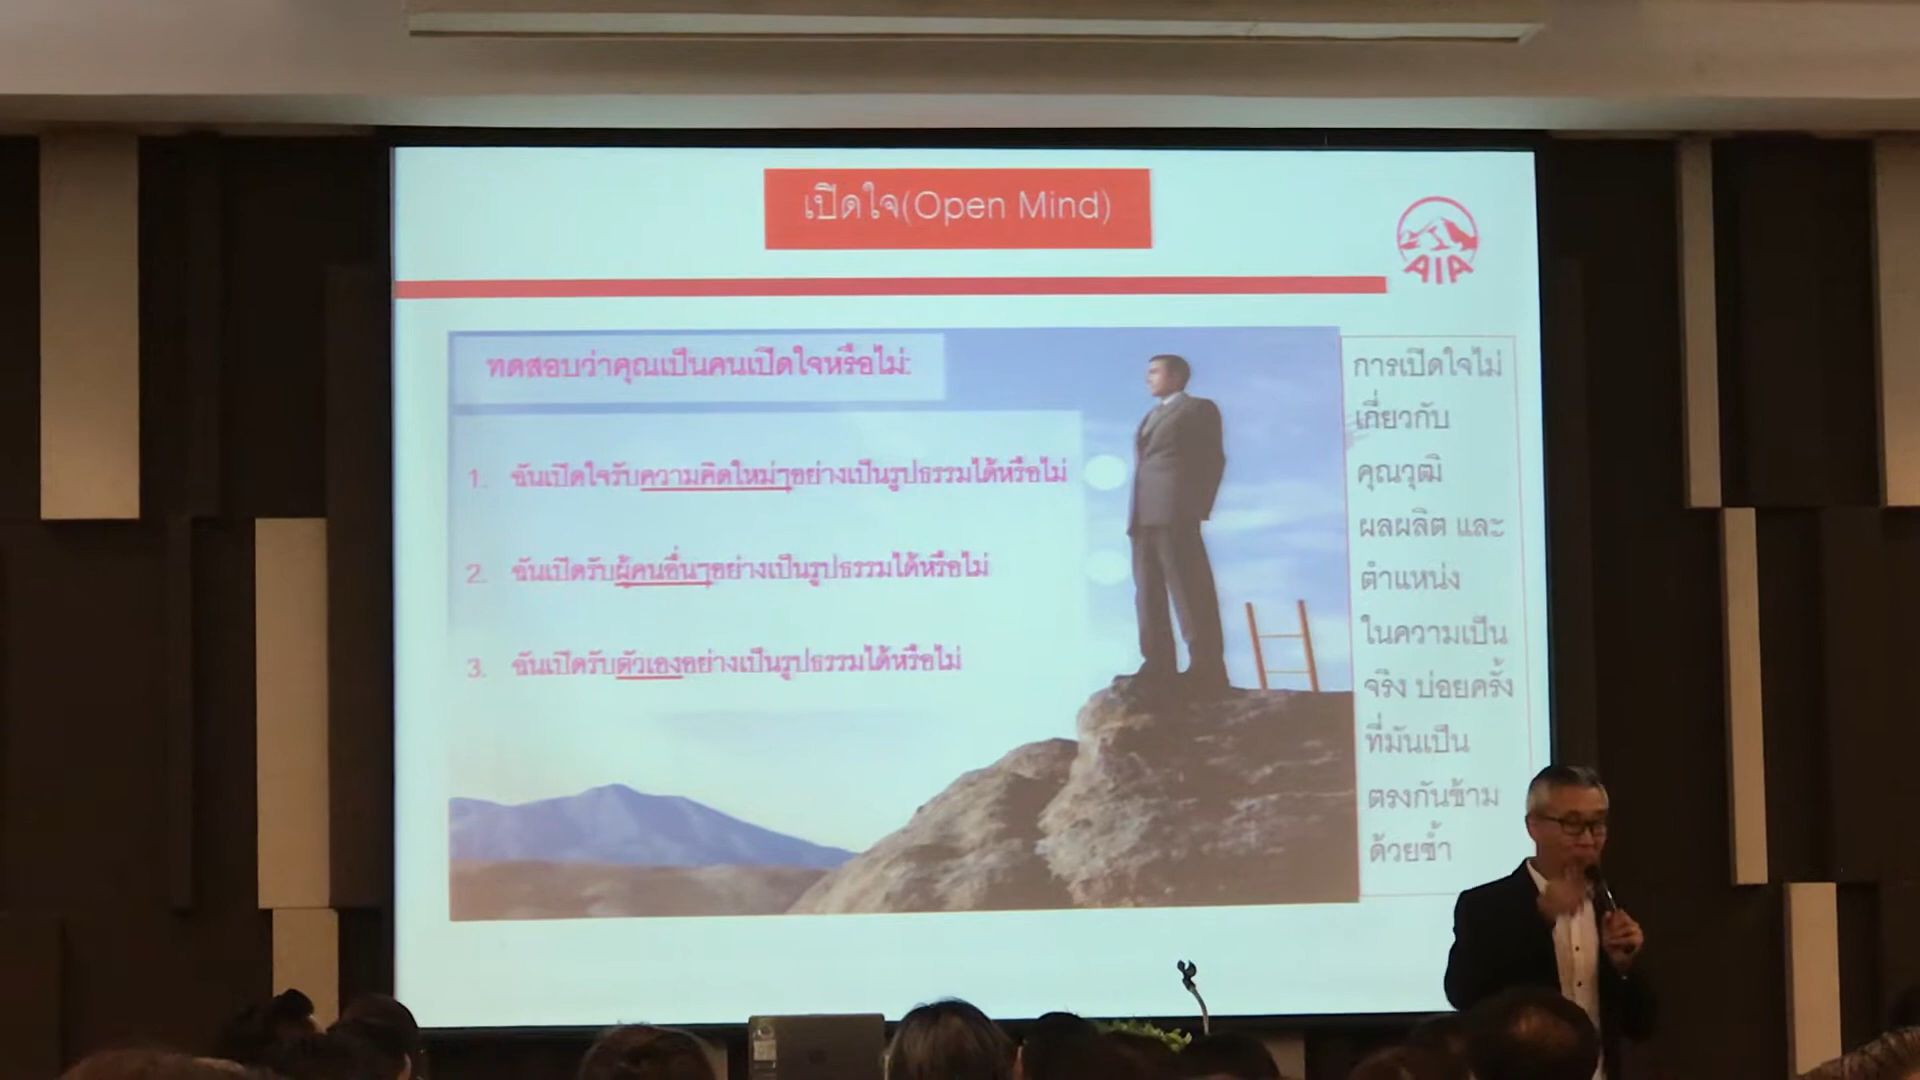 เปิดใจ(Open Mind)
AIA
ทดสอบว่าคุณเป็นคนเปิดใจหรือไม่:
1. ฉันเปิดใจรับความคิดใหม่ๆอย่างเป็นรูปธรรมได้หรือไม่
2. ฉันเปิดรับผู้คนอื่นๆอย่างเป็นรูปธรรมได้หรือไม่
3. ฉันเปิดรับตัวเองอย่างเป็นรูปธรรมได้หรือไม่
การเปิดใจไม่
เกี่ยวกับ
คุณวุฒิ
ผลผลิต และ
ตำแหน่ง
ในความเป็น
จริง บ่อยครั้ง
ที่มันเป็น
ตรงกันข้าม
ด้วยซ้ำ